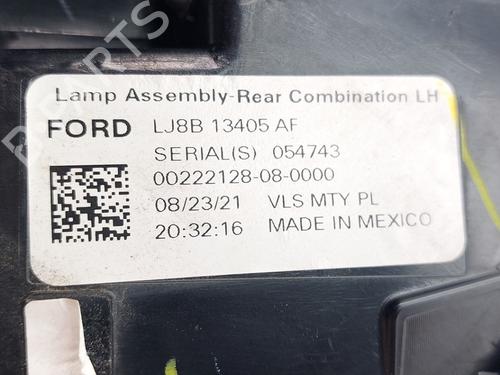 Lamp Assembly-Rear Combination LH
FORD LJ8B 13405 AF
SERIAL(S) 054743
00222128-08-0000
08/23/21 VLS MTY PL
20:32:16 MADE IN MEXICO